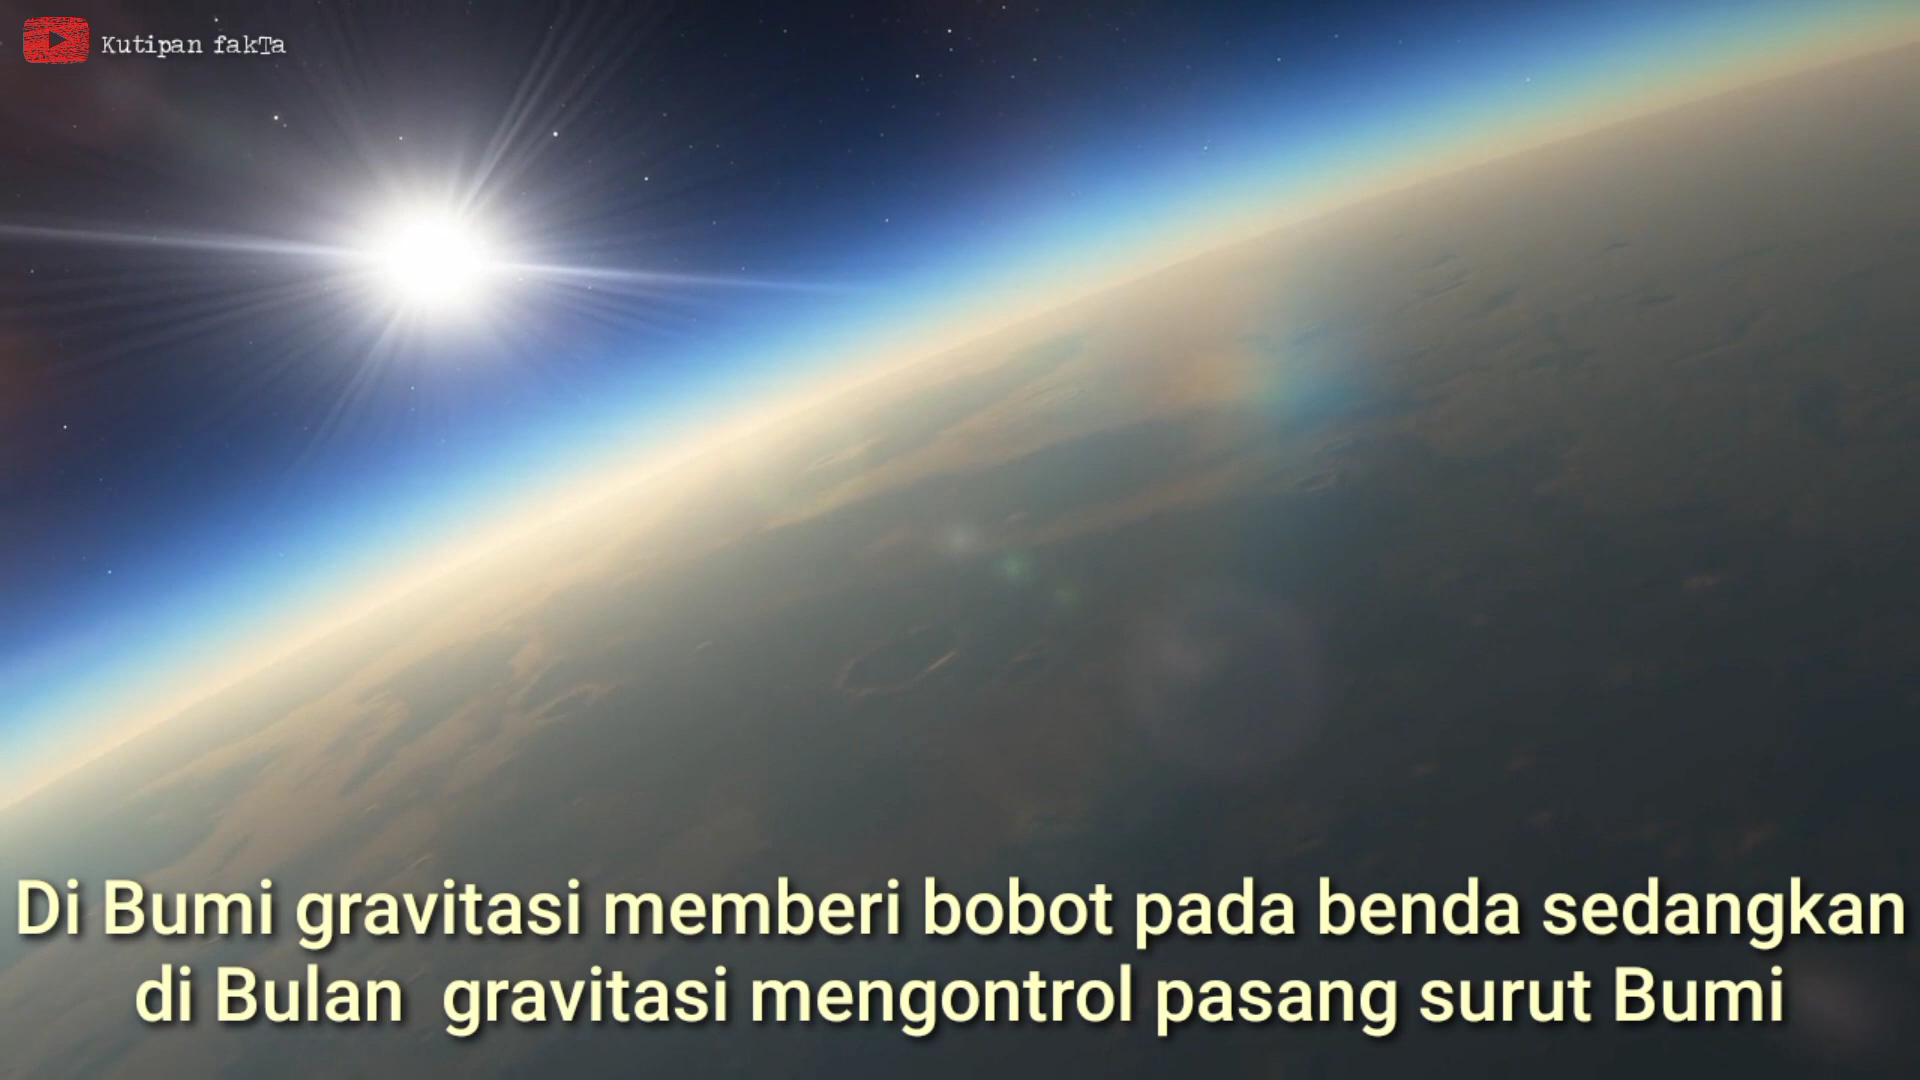 Kutipan fakTa
Di Bumi gravitasi memberi bobot pada benda sedangkan
di Bulan  gravitasi mengontrol pasang surut Bumi